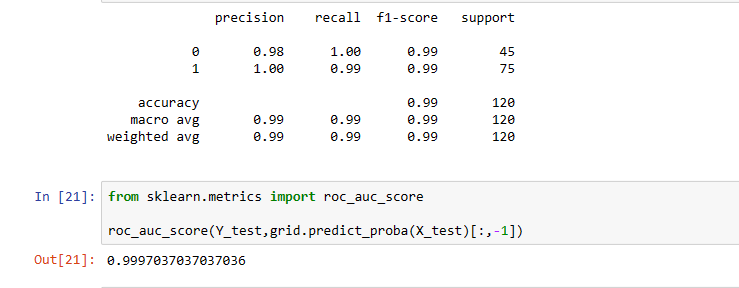 precision recall f1-score support
0 0.98 1.00 0.99 45
1 1.00 0.99 0.99 75
accuracy 0.99 120
macro avg 0.99 0.99 0.99 120
weighted avg 0.99 0.99 0.99 120
In [21]: from sklearn.metrics import roc_auc_score
roc_auc_score(Y_test,grid.predict_proba(X_test)[:,-1])
Out[21]: 0.9997037037037036